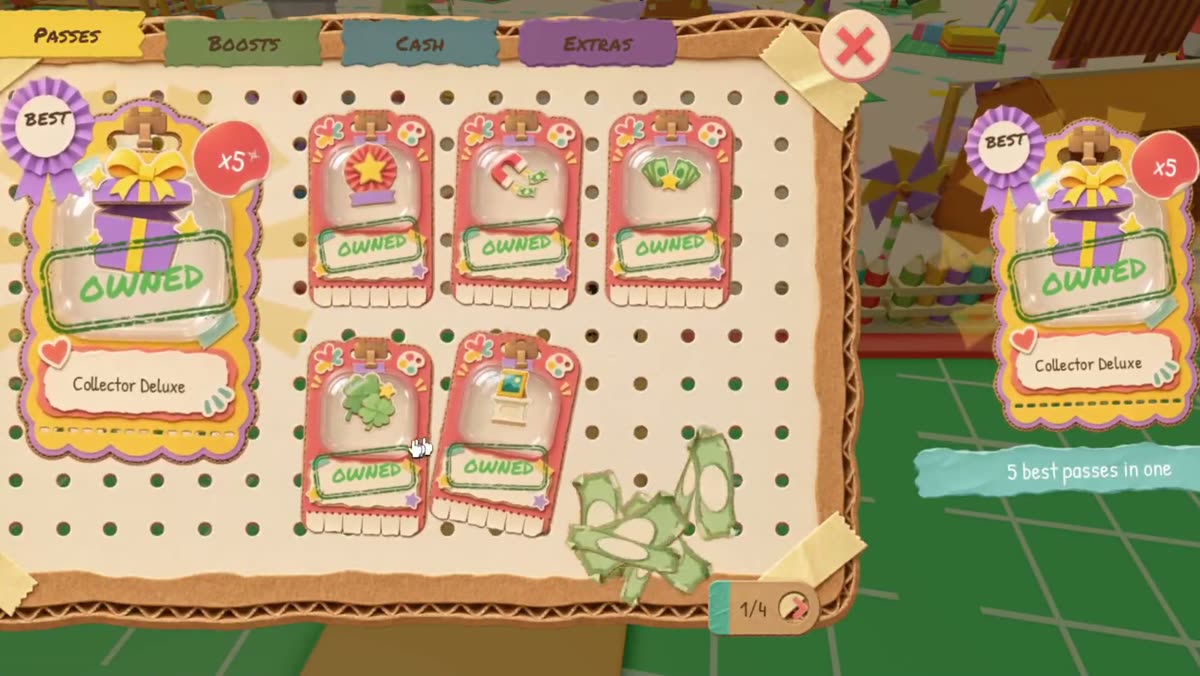 PASSES
BOOSTS
CASH
EXTRAS
BEST
x5
OWNED
Collector Deluxe
OWNED
OWNED
OWNED
OWNED
OWNED
1/4
BEST
x5
OWNED
Collector Deluxe
5 best passes in one